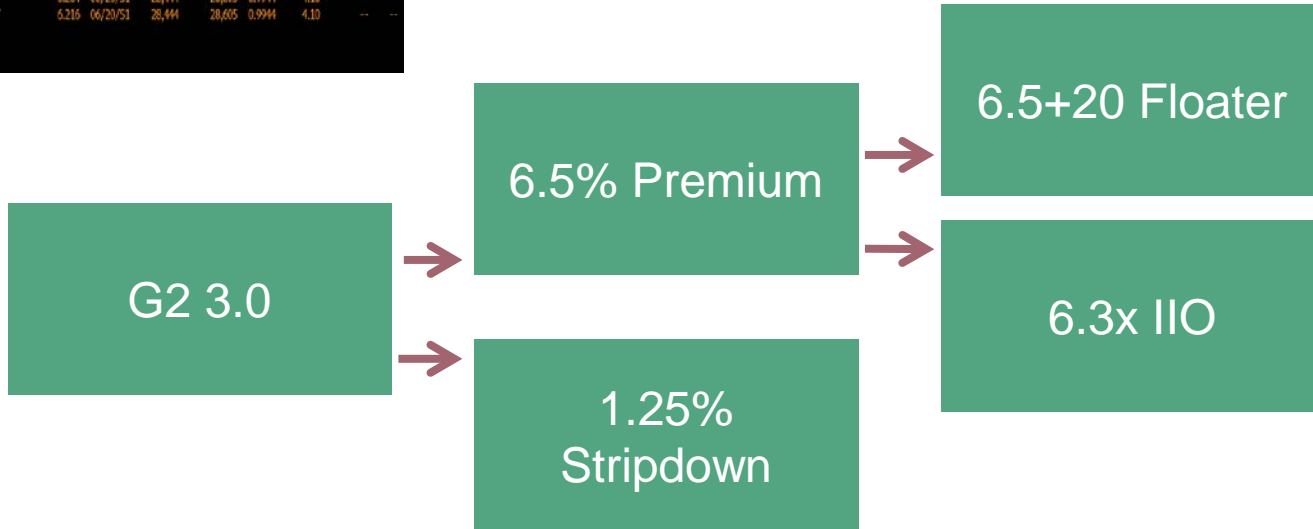 6.216 06/20/51 28,444 28,605 0.9944 4.10 -- --
6.5+20 Floater
6.5% Premium
G2 3.0
6.3x IIO
1.25%
Stripdown